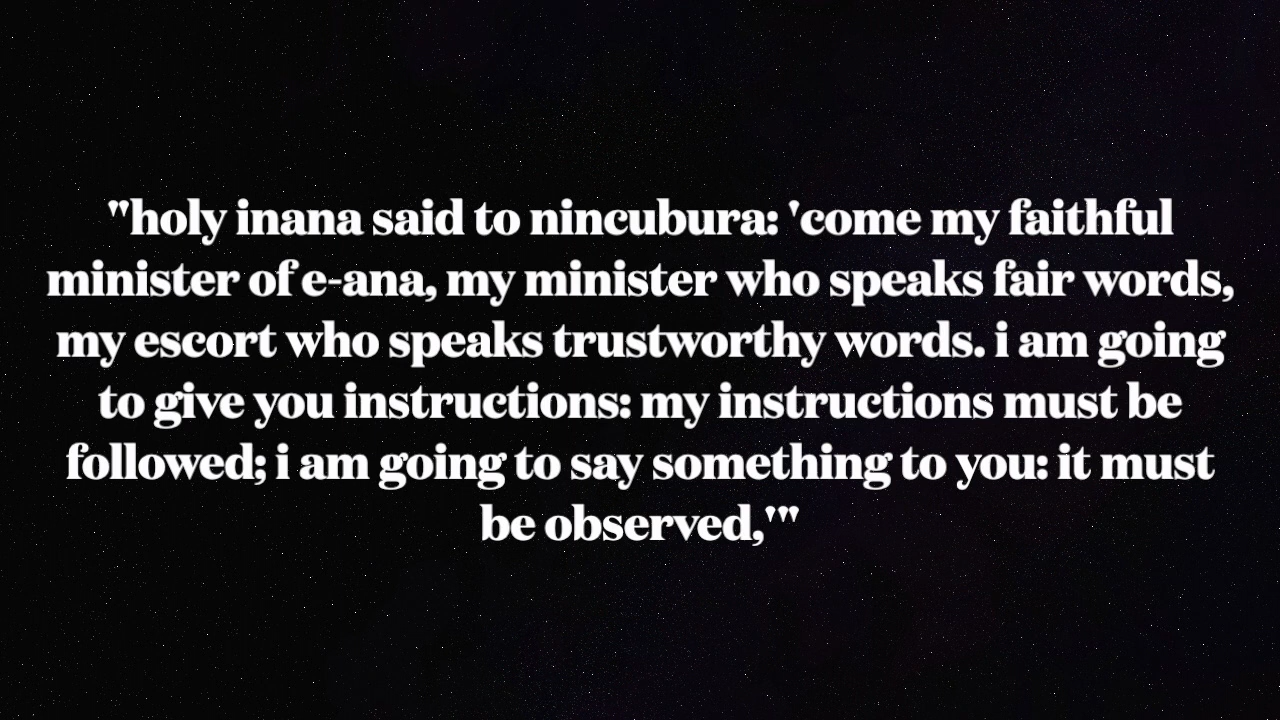 "holy inana said to nincubura: 'come my faithful
minister of e-ana, my minister who speaks fair words,
my escort who speaks trustworthy words. i am going
to give you instructions: my instructions must be
followed; i am going to say something to you: it must
be observed,'"